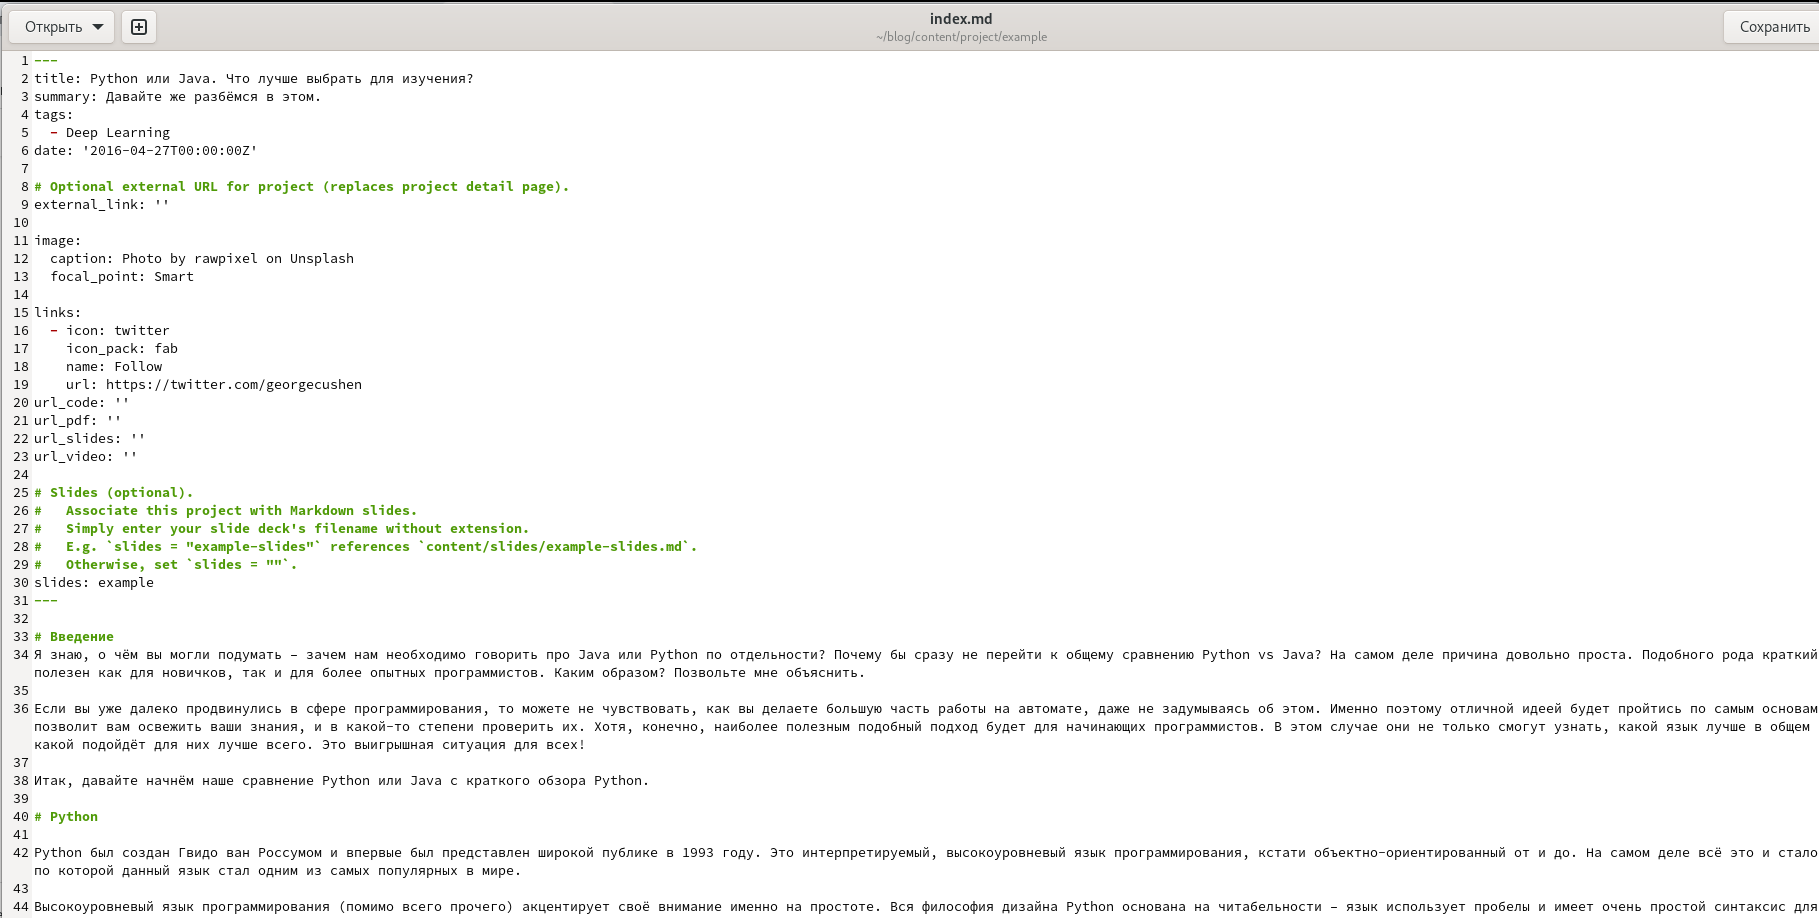 Открыть
index.md
~/blog/content/project/example
Сохранить
1 ---
2 title: Python или Java. Что лучше выбрать для изучения?
3 summary: Давайте же разбёмся в этом.
4 tags:
5   - Deep Learning
6 date: '2016-04-27T00:00:00Z'
7
8 # Optional external URL for project (replaces project detail page).
9 external_link: ''
10
11 image:
12   caption: Photo by rawpixel on Unsplash
13   focal_point: Smart
14
15 links:
16   - icon: twitter
17     icon_pack: fab
18     name: Follow
19     url: https://twitter.com/georgecushen
20 url_code: ''
21 url_pdf: ''
22 url_slides: ''
23 url_video: ''
24
25 # Slides (optional).
26 #   Associate this project with Markdown slides.
27 #   Simply enter your slide deck's filename without extension.
28 #   E.g. `slides = "example-slides"` references `content/slides/example-slides.md`.
29 #   Otherwise, set `slides = ""`.
30 slides: example
31 ---
32
33 # Введение
34 Я знаю, о чём вы могли подумать – зачем нам необходимо говорить про Java или Python по отдельности? Почему бы сразу не перейти к общему сравнению Python vs Java? На самом деле причина довольно проста. Подобного рода краткий
полезен как для новичков, так и для более опытных программистов. Каким образом? Позвольте мне объяснить.
35
36 Если вы уже далеко продвинулись в сфере программирования, то можете не чувствовать, как вы делаете большую часть работы на автомате, даже не задумываясь об этом. Именно поэтому отличной идеей будет пройтись по самым основам
позволит вам освежить ваши знания, и в какой-то степени проверить их. Хотя, конечно, наиболее полезным подобный подход будет для начинающих программистов. В этом случае они не только смогут узнать, какой язык лучше в общем
какой подойдёт для них лучше всего. Это выигрышная ситуация для всех!
37
38 Итак, давайте начнём наше сравнение Python или Java с краткого обзора Python.
39
40 # Python
41
42 Python был создан Гвидо ван Россумом и впервые был представлен широкой публике в 1993 году. Это интерпретируемый, высокоуровневый язык программирования, кстати объектно-ориентированный от и до. На самом деле всё это и стало
по которой данный язык стал одним из самых популярных в мире.
43
44 Высокоуровневый язык программирования (помимо всего прочего) акцентирует своё внимание именно на простоте. Вся философия дизайна Python основана на читабельности – язык использует пробелы и имеет очень простой синтаксис для